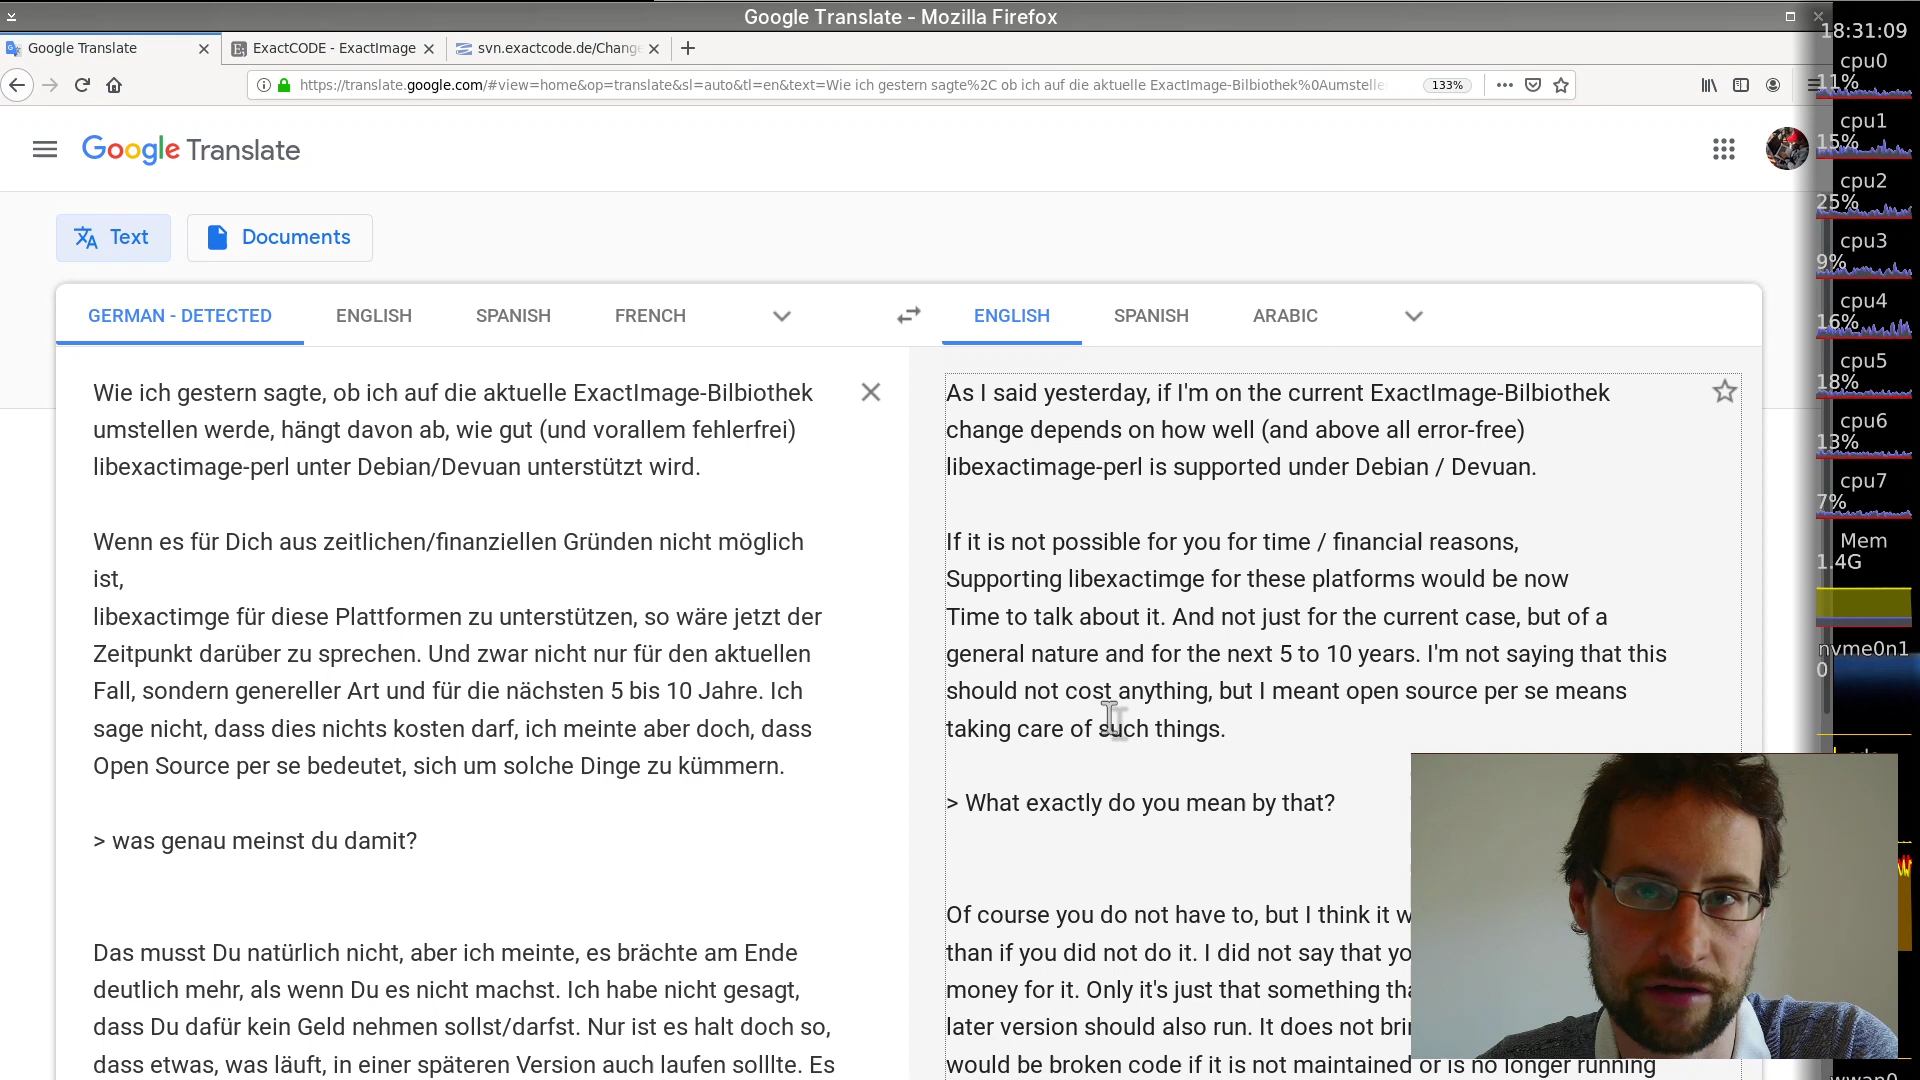 Google Translate - Mozilla Firefox
18:31:09
Google Translate
ExactCODE - ExactImage
svn.exactcode.de/Change
https://translate.google.com/#view=home&op=translate&sl=auto&tl=en&text=Wie ich gestern sagte%2C ob ich auf die aktuelle ExactImage-Bilbiothek%0Aumstelle
133%
Google Translate
Text
Documents
GERMAN - DETECTED
ENGLISH
SPANISH
FRENCH
ENGLISH
SPANISH
ARABIC
Wie ich gestern sagte, ob ich auf die aktuelle ExactImage-Bilbiothek
umstellen werde, hängt davon ab, wie gut (und vorallem fehlerfrei)
libexactimage-perl unter Debian/Devuan unterstützt wird.
Wenn es für Dich aus zeitlichen/finanziellen Gründen nicht möglich
ist,
libexactimge für diese Plattformen zu unterstützen, so wäre jetzt der
Zeitpunkt darüber zu sprechen. Und zwar nicht nur für den aktuellen
Fall, sondern genereller Art und für die nächsten 5 bis 10 Jahre. Ich
sage nicht, dass dies nichts kosten darf, ich meinte aber doch, dass
Open Source per se bedeutet, sich um solche Dinge zu kümmern.
> was genau meinst du damit?
Das musst Du natürlich nicht, aber ich meinte, es brächte am Ende
deutlich mehr, als wenn Du es nicht machst. Ich habe nicht gesagt,
dass Du dafür kein Geld nehmen sollst/darfst. Nur ist es halt doch so,
dass etwas, was läuft, in einer späteren Version auch laufen solllte. Es
As I said yesterday, if I'm on the current ExactImage-Bilbiothek
change depends on how well (and above all error-free)
libexactimage-perl is supported under Debian / Devuan.
If it is not possible for you for time / financial reasons,
Supporting libexactimge for these platforms would be now
Time to talk about it. And not just for the current case, but of a
general nature and for the next 5 to 10 years. I'm not saying that this
should not cost anything, but I meant open source per se means
taking care of such things.
> What exactly do you mean by that?
Of course you do not have to, but I think it w
than if you did not do it. I did not say that yo
money for it. Only it's just that something tha
later version should also run. It does not bri
would be broken code if it is not maintained or is no longer running
cpu0
11%
cpu1
15%
cpu2
25%
cpu3
9%
cpu4
16%
cpu5
18%
cpu6
13%
cpu7
7%
Mem
1.4G
nvme0n1
0
wwan0